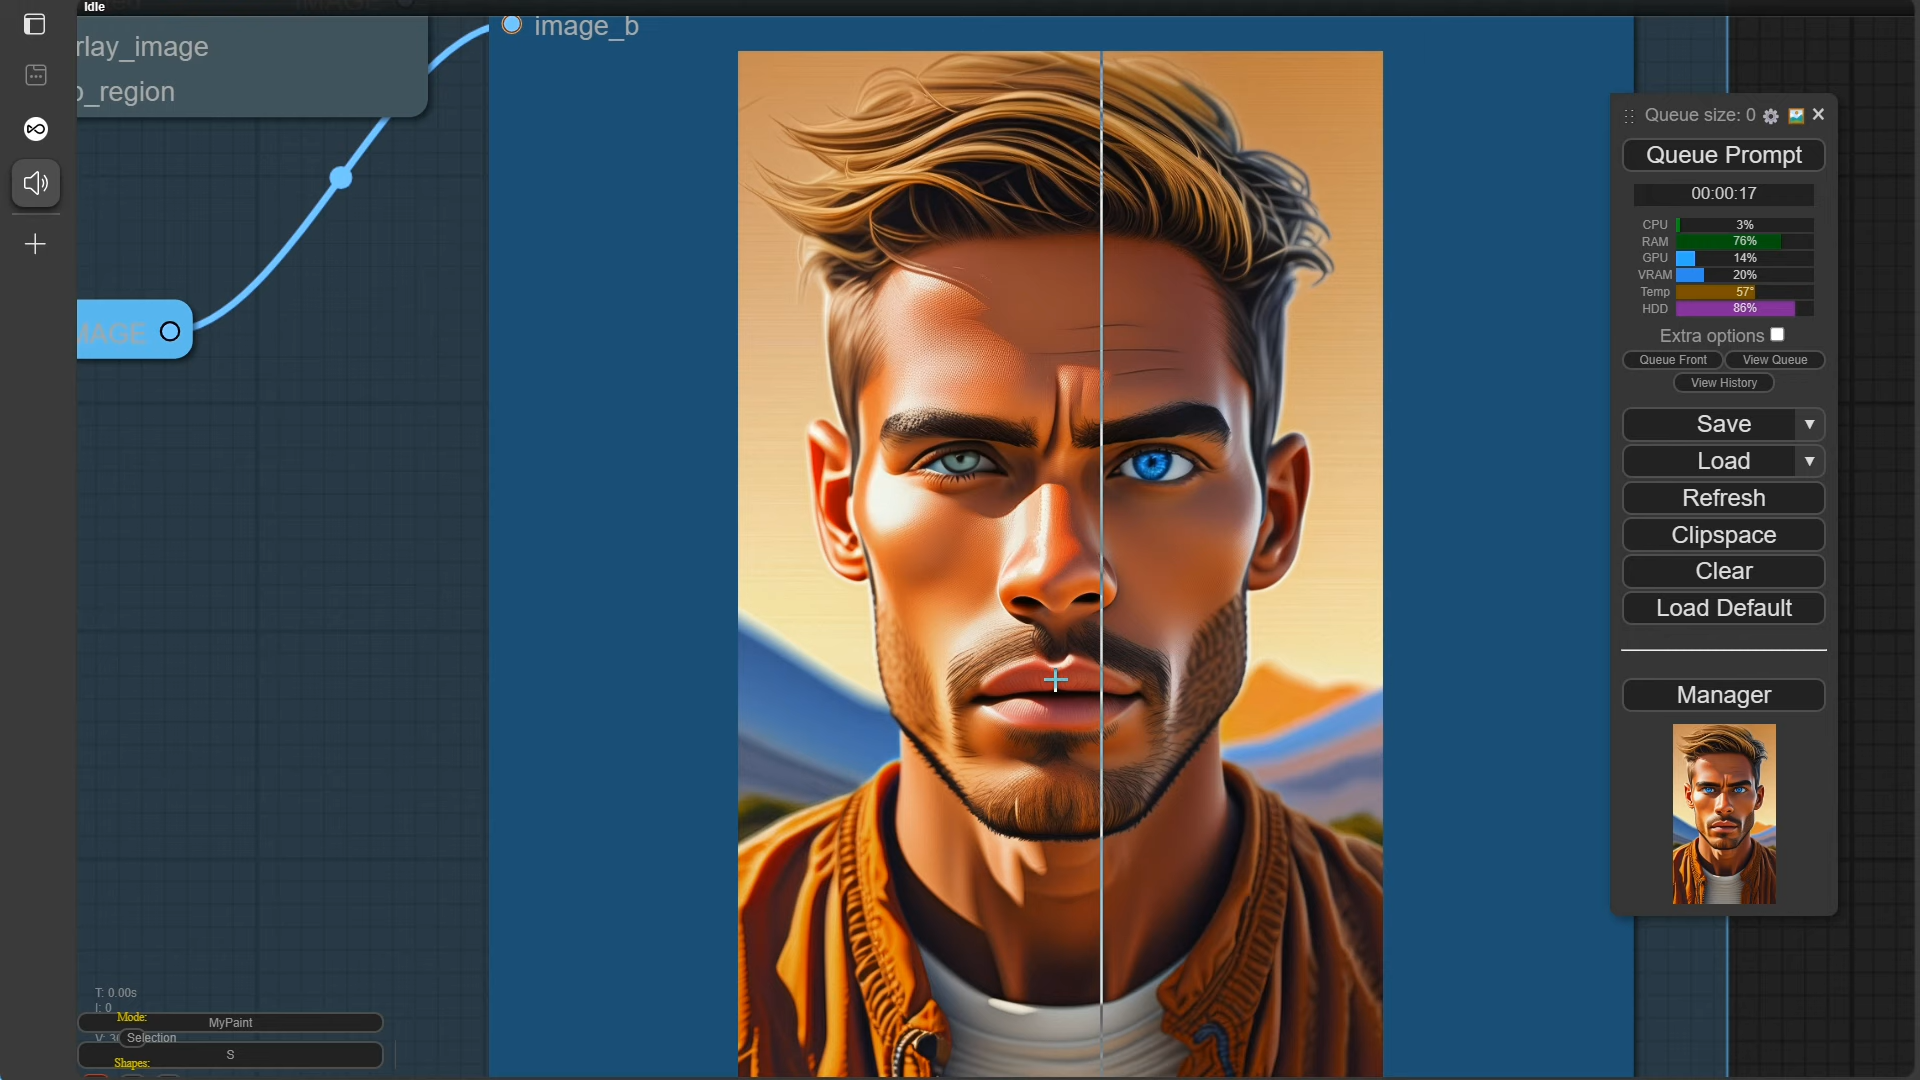 Idle
image_b
rlay_image
_region
MAGE
Queue size: 0
Queue Prompt
00:00:17
CPU 3%
RAM 76%
GPU 14%
VRAM 20%
Temp 57°
HDD 86%
Extra options
Queue Front View Queue
View History
Save ▼
Load ▼
Refresh
Clipspace
Clear
Load Default
Manager
T: 0.00s
I: 0
Mode:
MyPaint
Selection
S
Shapes: